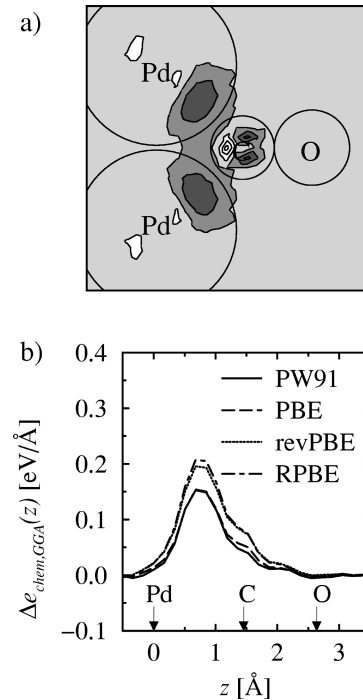 a)
Pd
O
Pd
b)
0.4
PW91
PBE
0.3
revPBE
RPBE
0.2
0.1
Pd
C
O
0.0
−0.1
0
1
2
3
Δe_chem,GGA(z) [eV/Å]
z [Å]